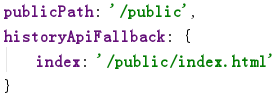 publicPath: '/public',
historyApiFallback: {
    index: '/public/index.html'
}